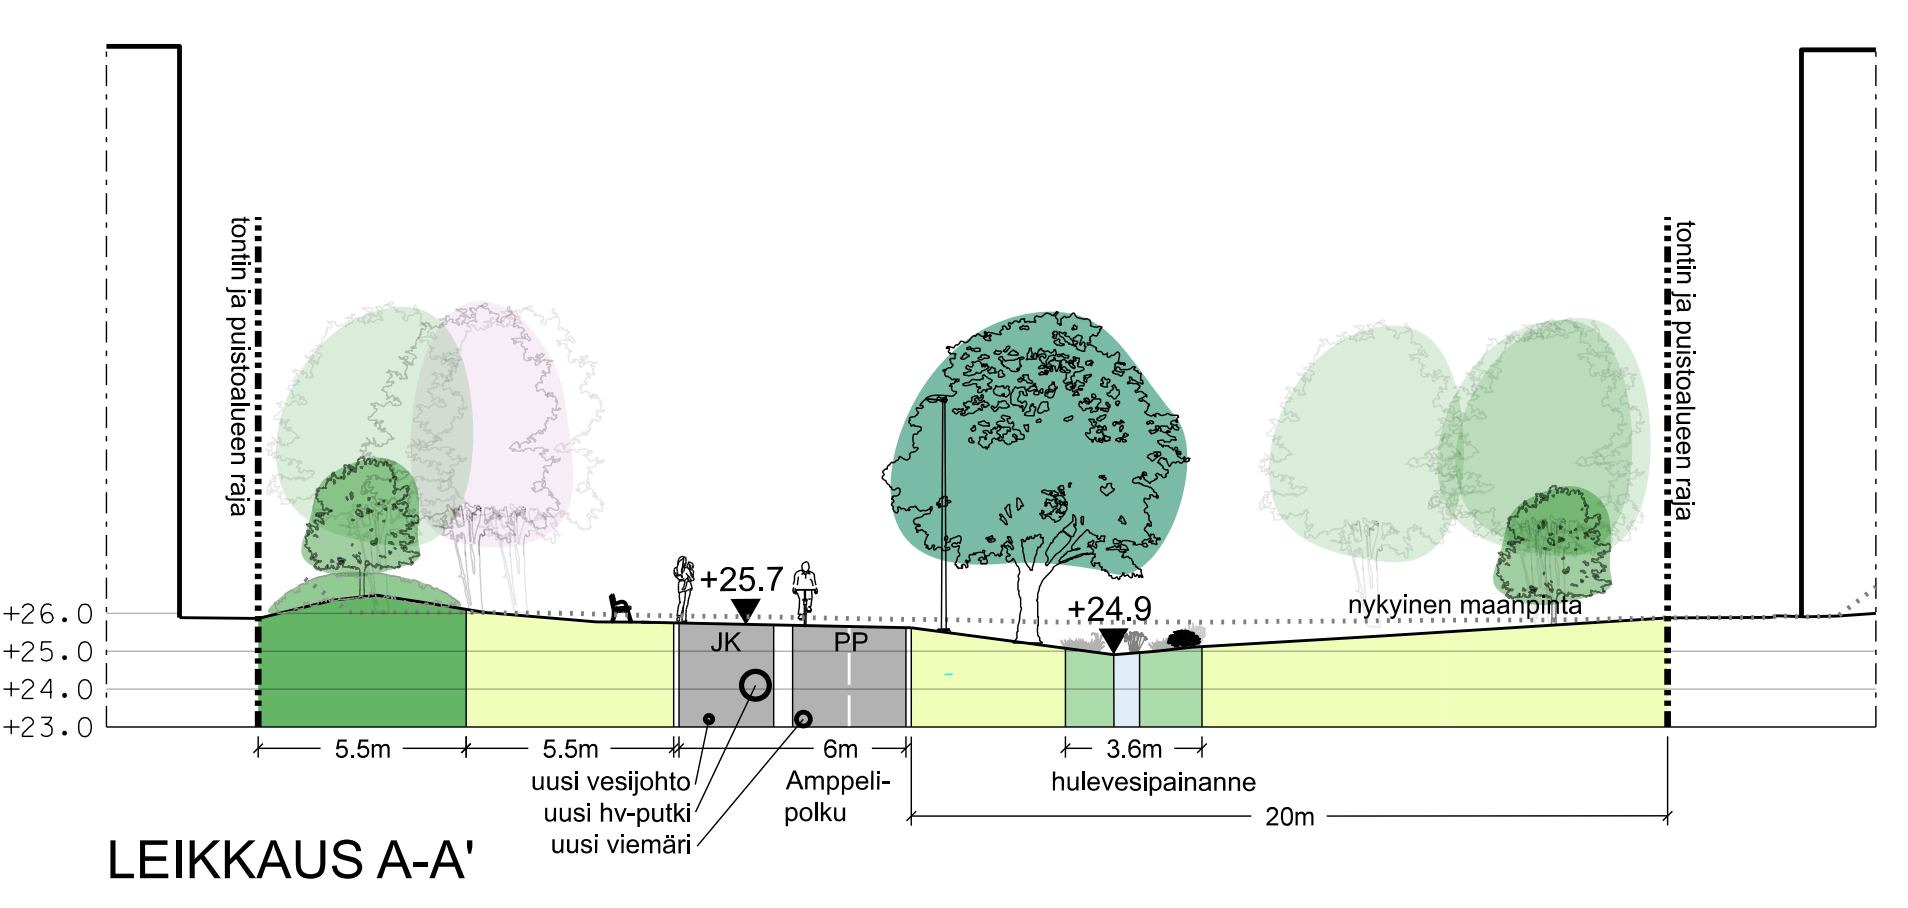 tontin ja puistoalueen raja
tontin ja puistoalueen raja
+25.7
+24.9
nykyinen maanpinta
+26.0
+25.0
+24.0
+23.0
JK
PP
5.5m
5.5m
6m
3.6m
uusi vesijohto
uusi hv-putki
uusi viemäri
Amppeli-
polku
hulevesipainanne
20m
LEIKKAUS A-A'